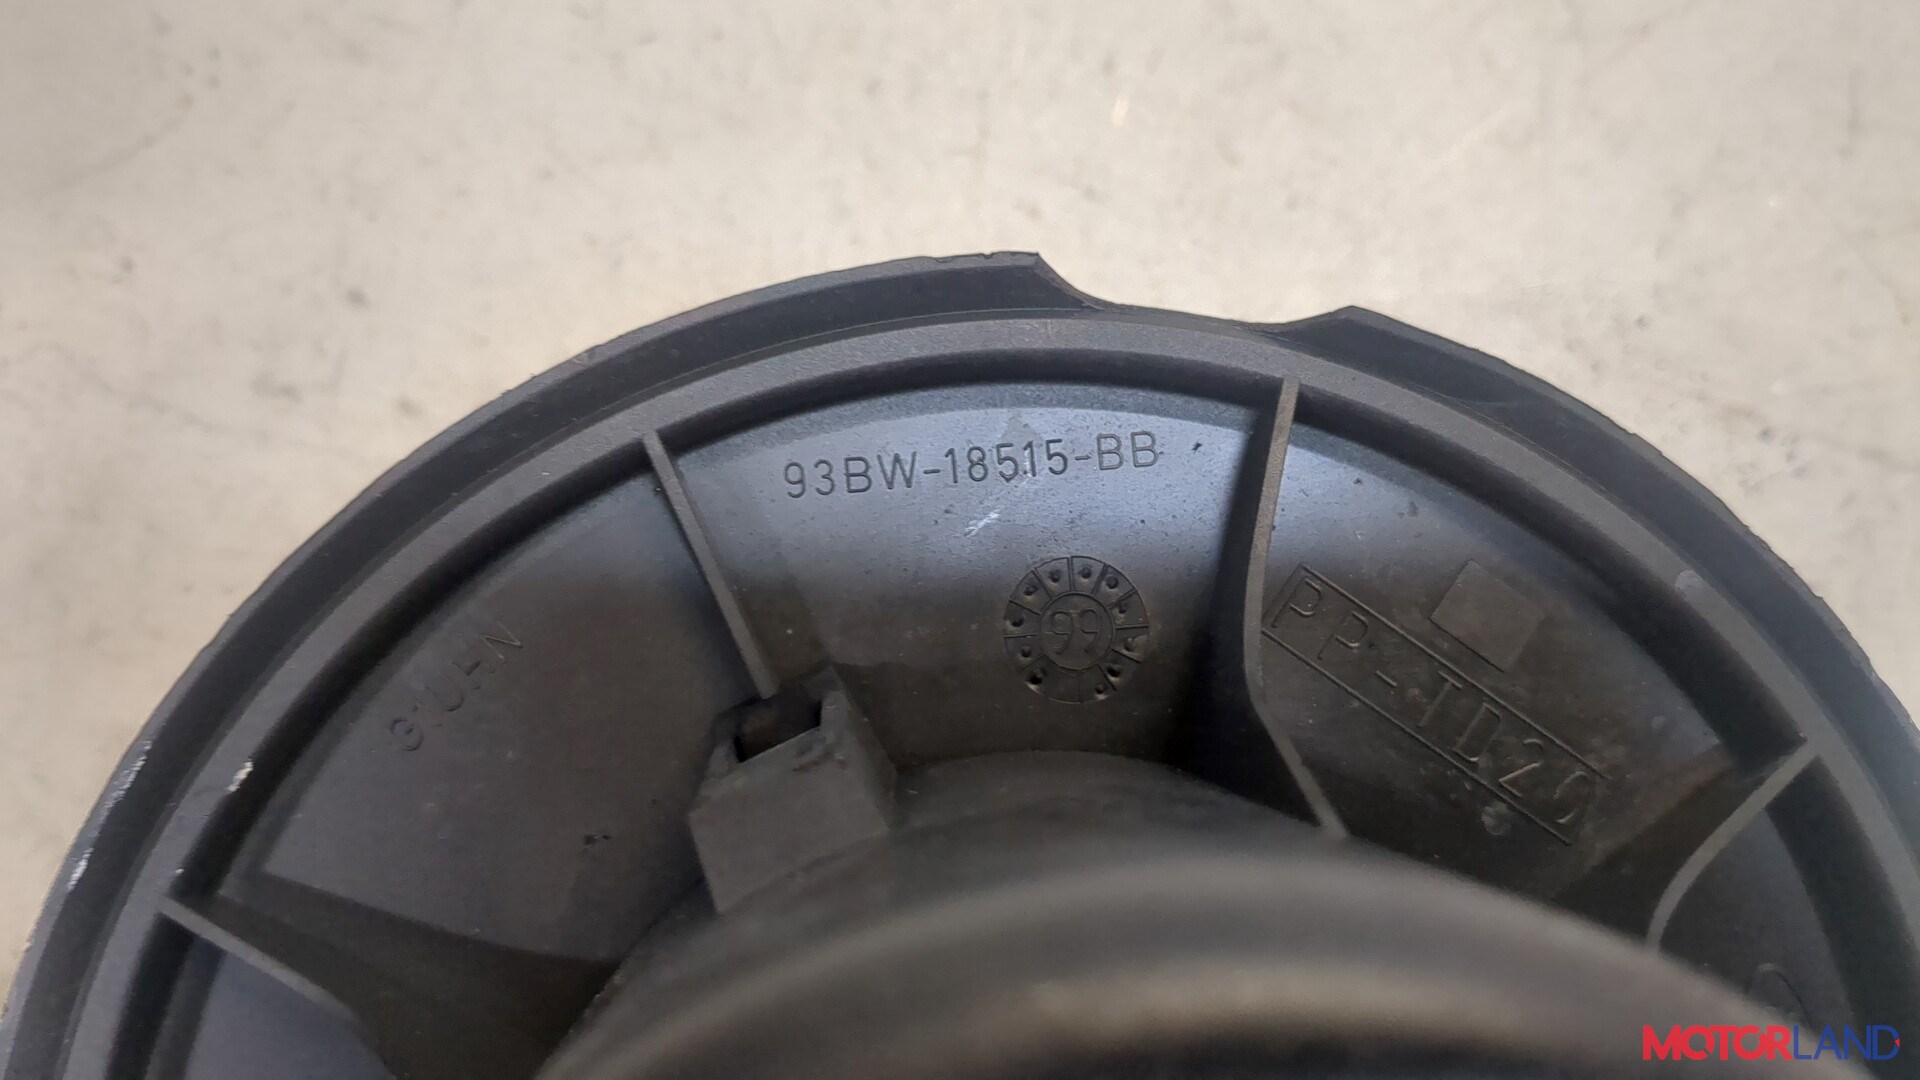 93BW-18515-BB
99
PP-TD20
MOTORLAND